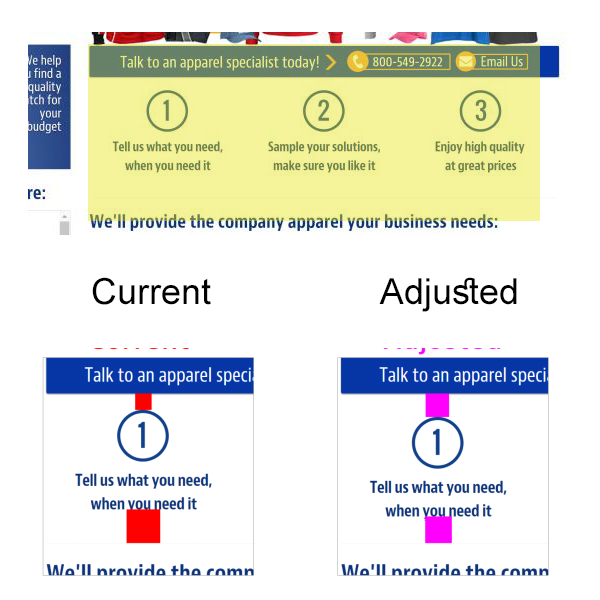 We help
find a
quality
tch for
your
budget
re:
Talk to an apparel specialist today! > 800-549-2922 Email Us
1
Tell us what you need,
when you need it
2
Sample your solutions,
make sure you like it
3
Enjoy high quality
at great prices
We'll provide the company apparel your business needs:
Current
Adjusted
Talk to an apparel speci
1
Tell us what you need,
when you need it
We'll provide the comp
Talk to an apparel speci
1
Tell us what you need,
when you need it
We'll provide the comp